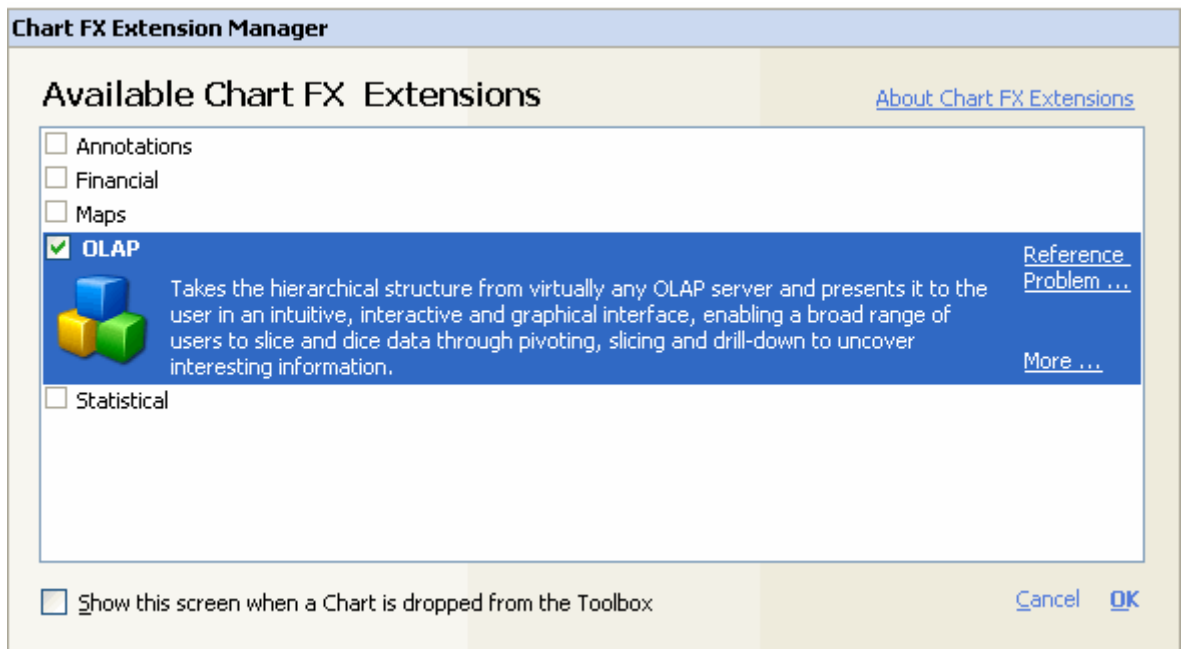 Chart FX Extension Manager
Available Chart FX Extensions
About Chart FX Extensions
Annotations
Financial
Maps
OLAP
Reference
Problem ...
Takes the hierarchical structure from virtually any OLAP server and presents it to the
user in an intuitive, interactive and graphical interface, enabling a broad range of
users to slice and dice data through pivoting, slicing and drill-down to uncover
interesting information.
More ...
Statistical
Show this screen when a Chart is dropped from the Toolbox
Cancel OK